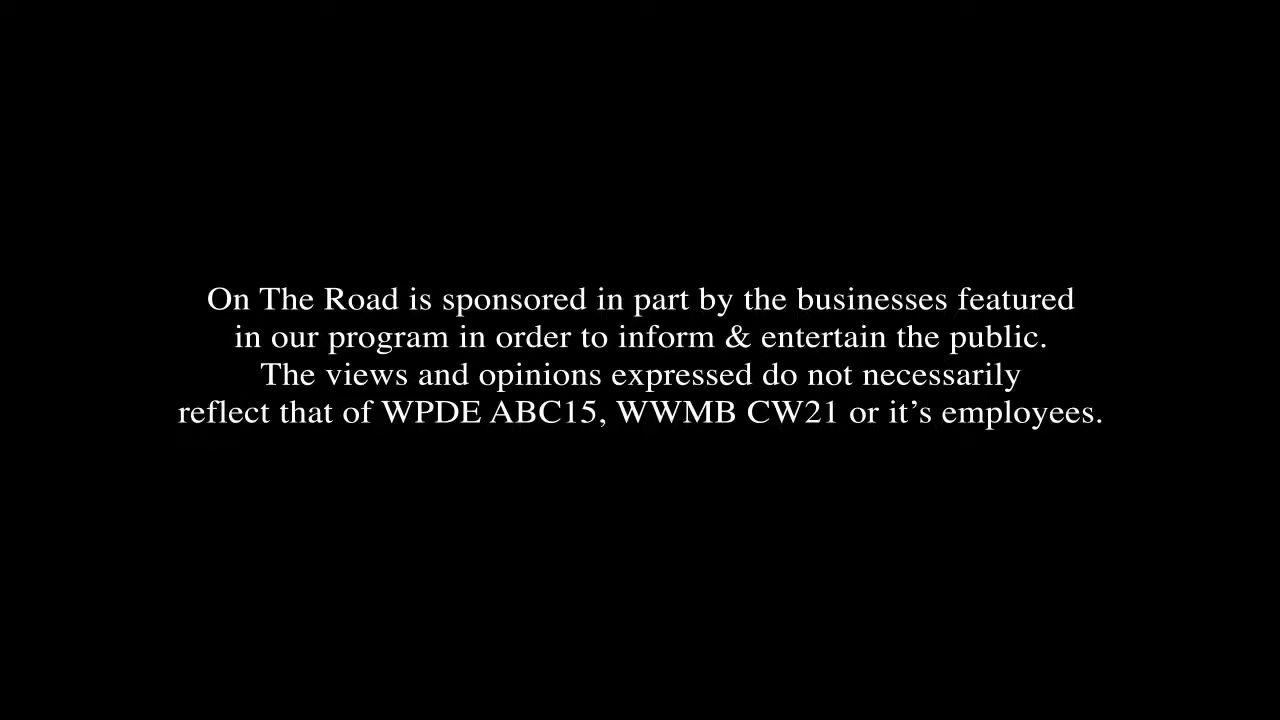 On The Road is sponsored in part by the businesses featured
in our program in order to inform & entertain the public.
The views and opinions expressed do not necessarily
reflect that of WPDE ABC15, WWMB CW21 or it’s employees.